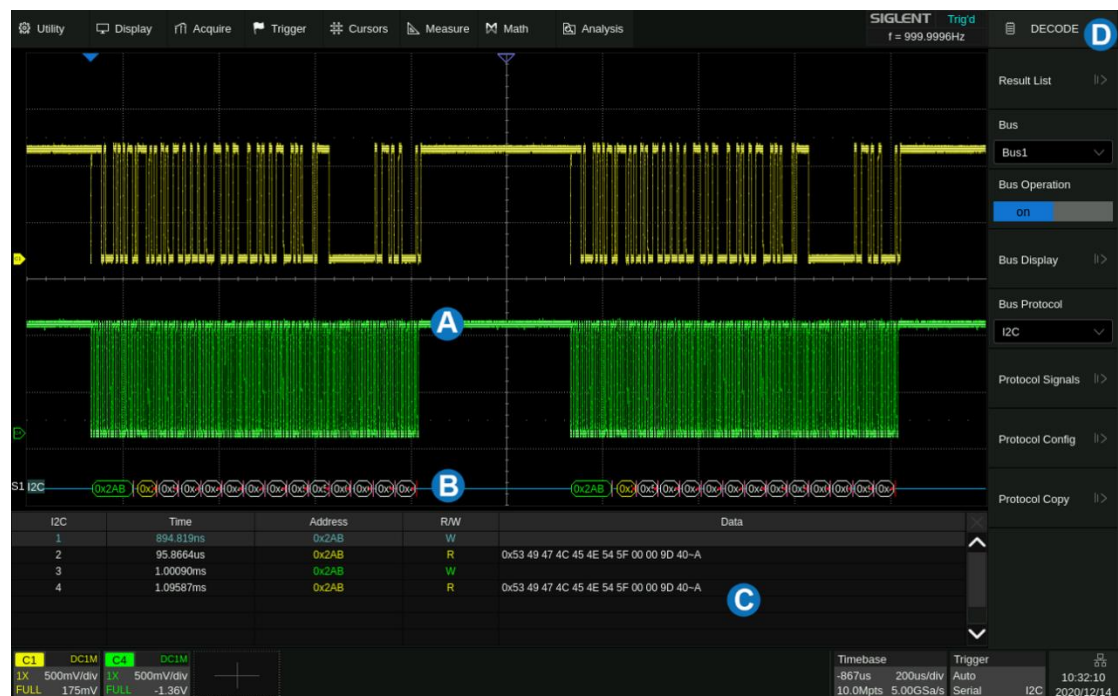 Utility Display Acquire Trigger Cursors Measure Math Analysis
SIGLENT Trig'd
f = 999.9996Hz
DECODE D
Result List
Bus
Bus1
Bus Operation
on
Bus Display
Bus Protocol
I2C
Protocol Signals
Protocol Config
Protocol Copy
A
S1 I2C 0x2AB B 0x2AB
C
I2C Time Address R/W Data
1 894.819ns 0x2AB W
2 95.8664us 0x2AB R 0x53 49 47 4C 45 4E 54 5F 00 00 9D 40~A
3 1.00090ms 0x2AB W
4 1.09587ms 0x2AB R 0x53 49 47 4C 45 4E 54 5F 00 00 9D 40~A
C1 DC1M C4 DC1M Timebase Trigger
1X 500mV/div 1X 500mV/div -867us 200us/div Auto 10:32:10
FULL 175mV FULL -1.36V 10.0Mpts 5.00GSa/s Serial I2C 2020/12/14